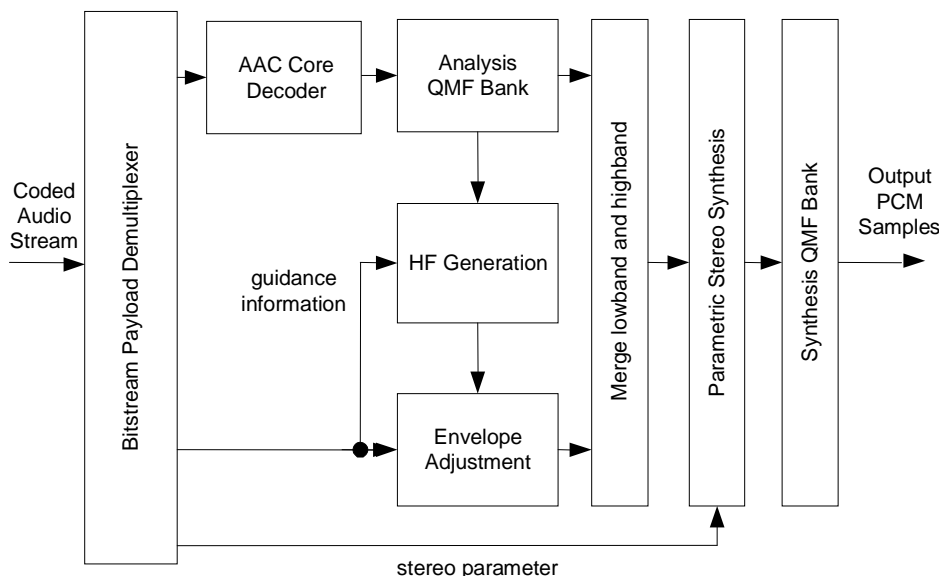 Coded
Audio
Stream
Bitstream Payload Demultiplexer
AAC Core
Decoder
Analysis
QMF Bank
guidance
information
HF Generation
Envelope
Adjustment
Merge lowband and highband
Parametric Stereo Synthesis
Synthesis QMF Bank
Output
PCM
Samples
stereo parameter